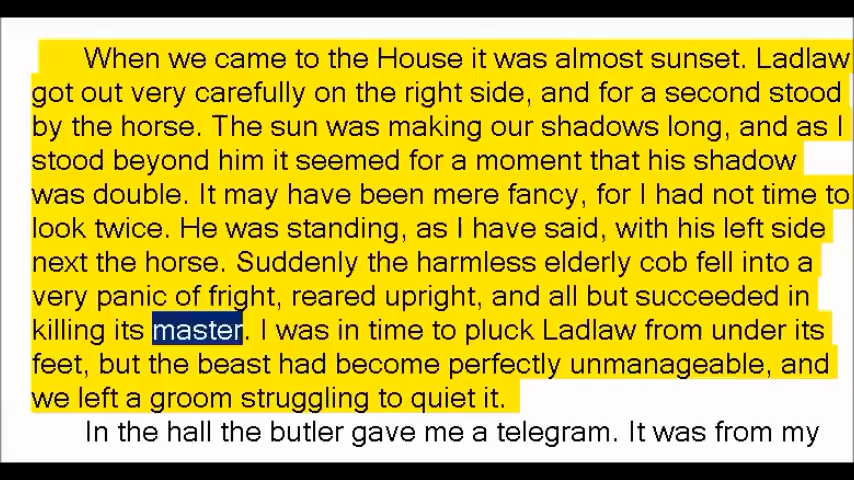 When we came to the House it was almost sunset. Ladlaw
got out very carefully on the right side, and for a second stood
by the horse. The sun was making our shadows long, and as I
stood beyond him it seemed for a moment that his shadow
was double. It may have been mere fancy, for I had not time to
look twice. He was standing, as I have said, with his left side
next the horse. Suddenly the harmless elderly cob fell into a
very panic of fright, reared upright, and all but succeeded in
killing its master. I was in time to pluck Ladlaw from under its
feet, but the beast had become perfectly unmanageable, and
we left a groom struggling to quiet it.
In the hall the butler gave me a telegram. It was from my